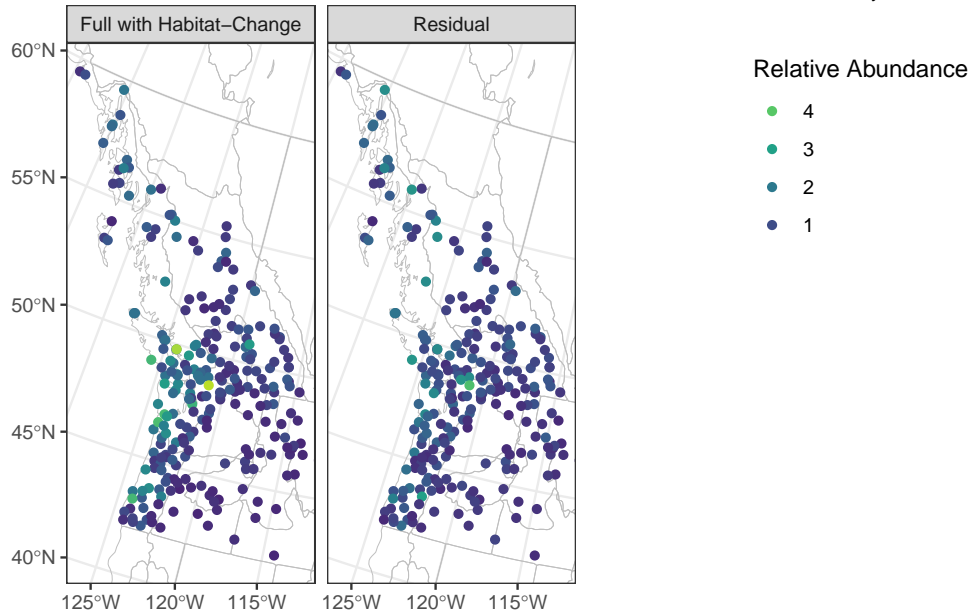 Full with Habitat−Change
Residual
Relative Abundance
4
3
2
1
60°N
55°N
50°N
45°N
40°N
125°W 120°W 115°W
125°W 120°W 115°W